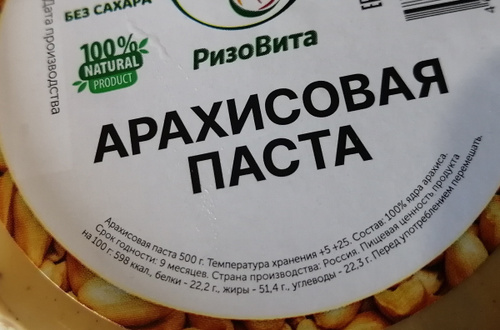 БЕЗ САХАРА
100%
NATURAL
PRODUCT
РизоВита
Дата производства
АРАХИСОВАЯ
ПАСТА
Арахисовая паста 500 г. Температура хранения +5 +25. Состав: 100% ядра арахиса.
Срок годности: 9 месяцев. Страна производства: Россия. Пищевая ценность продукта
на 100 г: 598 ккал, белки - 22,2 г., жиры - 51,4 г., углеводы - 22,3 г. Перед употреблением перемешать.